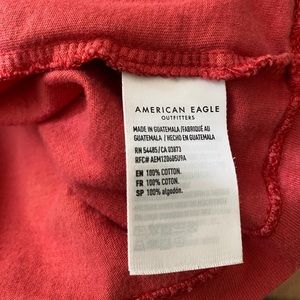 AMERICAN EAGLE
OUTFITTERS
MADE IN GUATEMALA / FABRIQUÉ AU
GUATEMALA / HECHO EN GUATEMALA
RN 54485/CA 03873
RFC# AEM120605U9A
EN 100% COTTON.
FR 100% COTON.
SP 100% algodón.